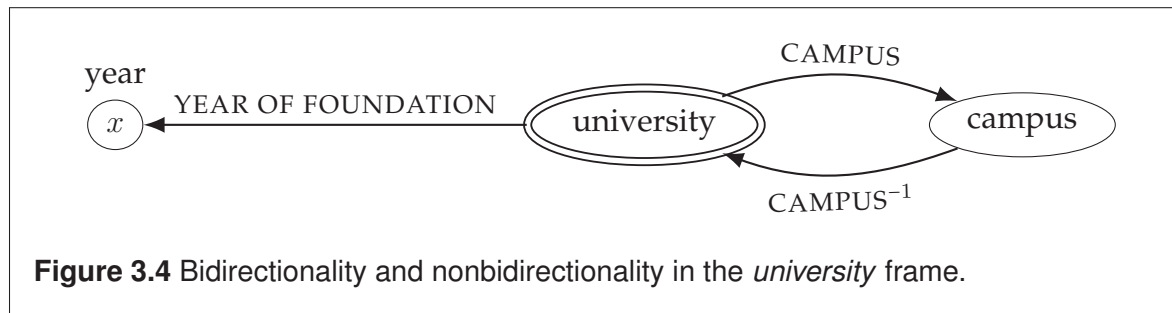 year
x
YEAR OF FOUNDATION
university
CAMPUS
campus
CAMPUS⁻¹
Figure 3.4 Bidirectionality and nonbidirectionality in the university frame.